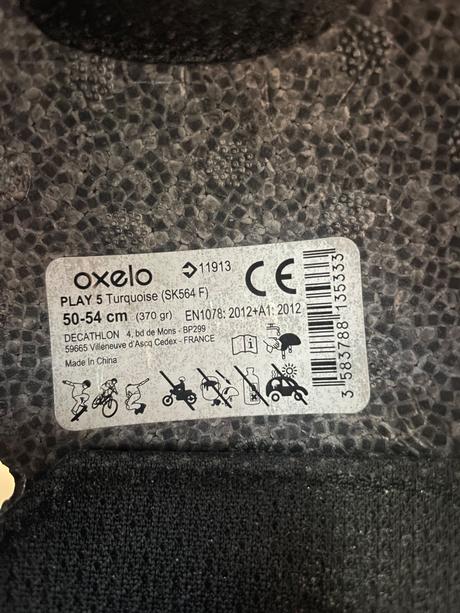 oxelo
11913
CE
PLAY 5 Turquoise (SK564 F)
50-54 cm (370 gr) EN1078: 2012+A1: 2012
DECATHLON 4, bd de Mons - BP299
59665 Villeneuve d'Ascq Cedex - FRANCE
Made In China
i
3 583788 135333